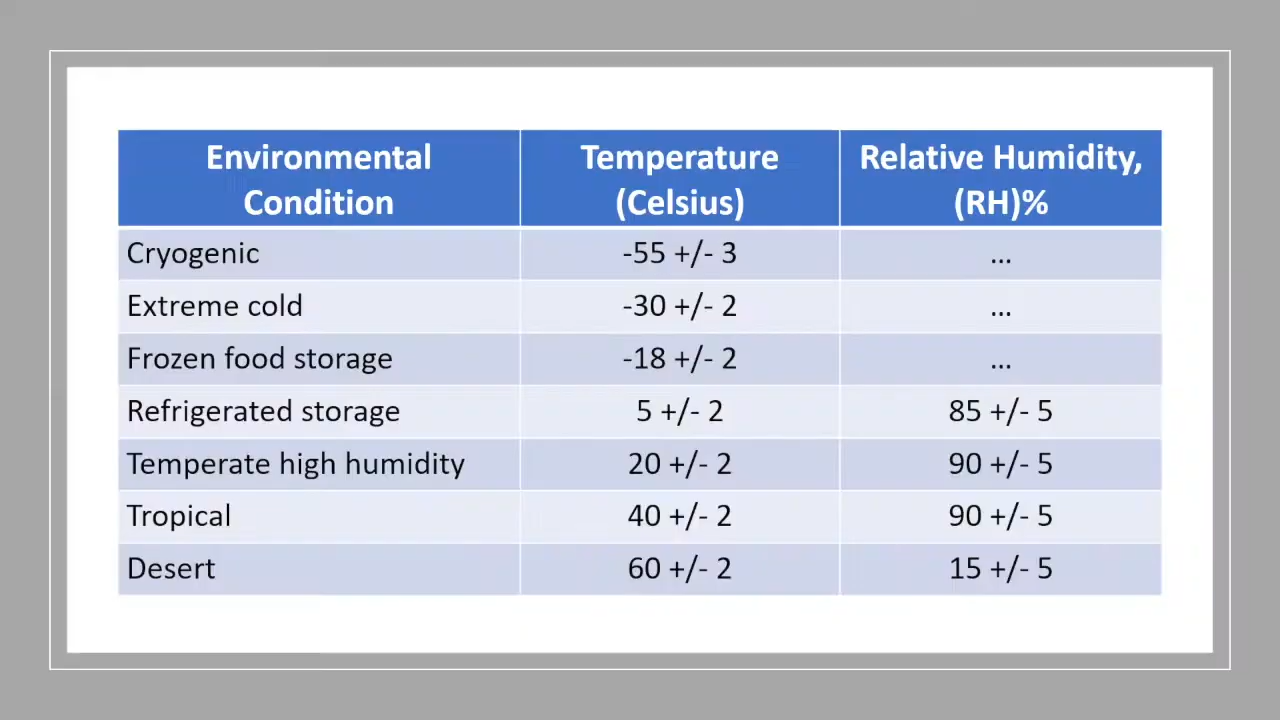 Environmental Condition Temperature (Celsius) Relative Humidity, (RH)%
Cryogenic -55 +/- 3 ...
Extreme cold -30 +/- 2 ...
Frozen food storage -18 +/- 2 ...
Refrigerated storage 5 +/- 2 85 +/- 5
Temperate high humidity 20 +/- 2 90 +/- 5
Tropical 40 +/- 2 90 +/- 5
Desert 60 +/- 2 15 +/- 5